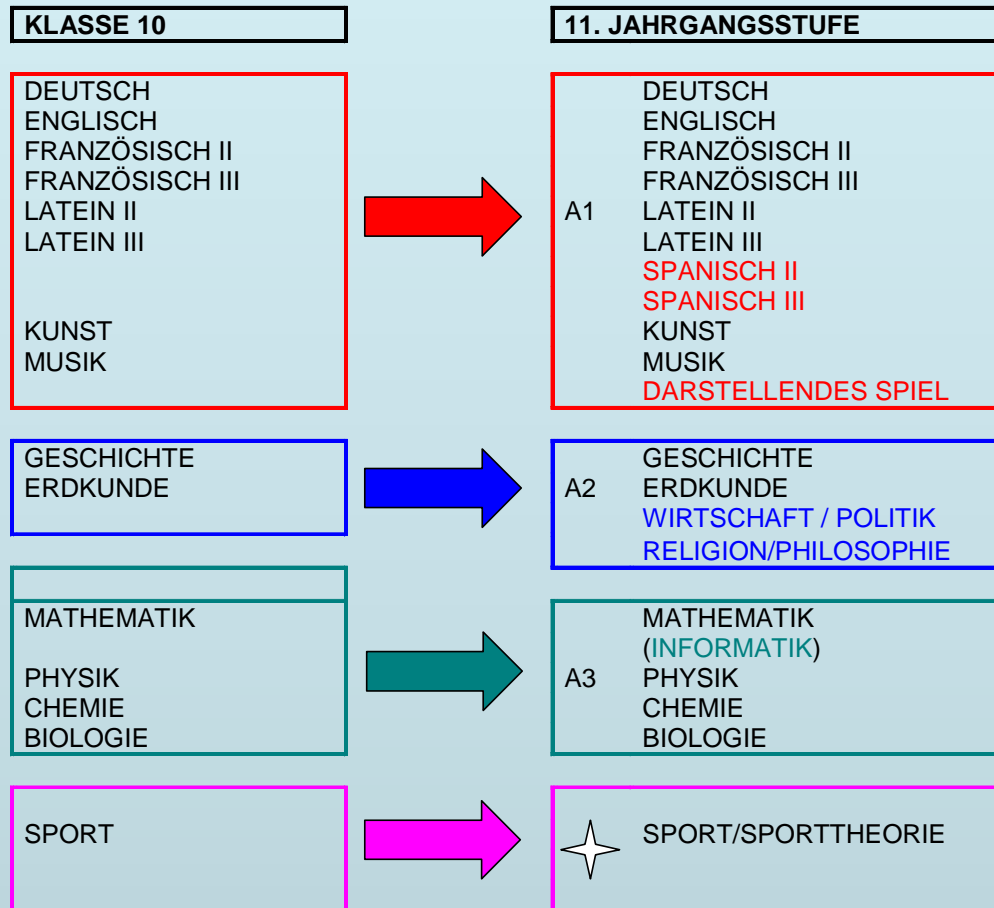 KLASSE 10
11. JAHRGANGSSTUFE
DEUTSCH
ENGLISCH
FRANZÖSISCH II
FRANZÖSISCH III
LATEIN II
LATEIN III
KUNST
MUSIK
DEUTSCH
ENGLISCH
FRANZÖSISCH II
FRANZÖSISCH III
A1 LATEIN II
LATEIN III
SPANISCH II
SPANISCH III
KUNST
MUSIK
DARSTELLENDES SPIEL
GESCHICHTE
ERDKUNDE
GESCHICHTE
A2 ERDKUNDE
WIRTSCHAFT / POLITIK
RELIGION/PHILOSOPHIE
MATHEMATIK
PHYSIK
CHEMIE
BIOLOGIE
MATHEMATIK
(INFORMATIK)
A3 PHYSIK
CHEMIE
BIOLOGIE
SPORT
SPORT/SPORTTHEORIE